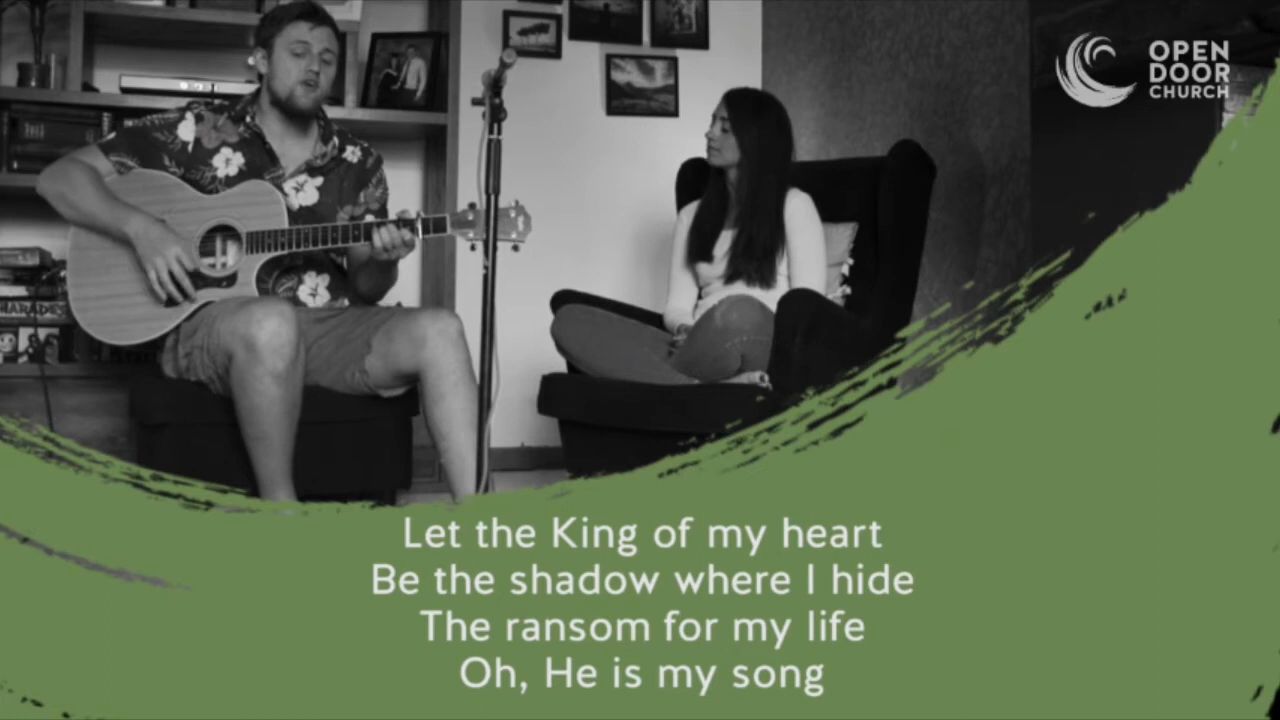 OPEN
DOOR
CHURCH
Let the King of my heart
Be the shadow where I hide
The ransom for my life
Oh, He is my song